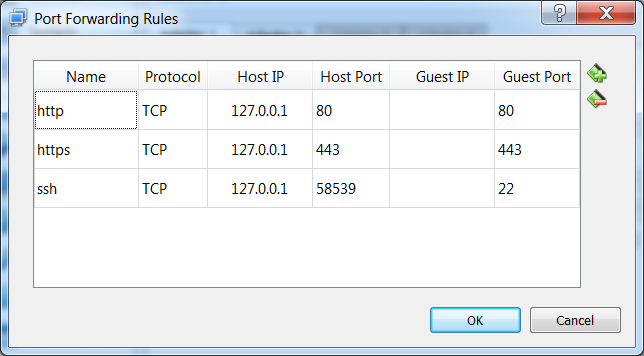 Port Forwarding Rules
Name Protocol Host IP Host Port Guest IP Guest Port
http TCP 127.0.0.1 80 80
https TCP 127.0.0.1 443 443
ssh TCP 127.0.0.1 58539 22
OK Cancel